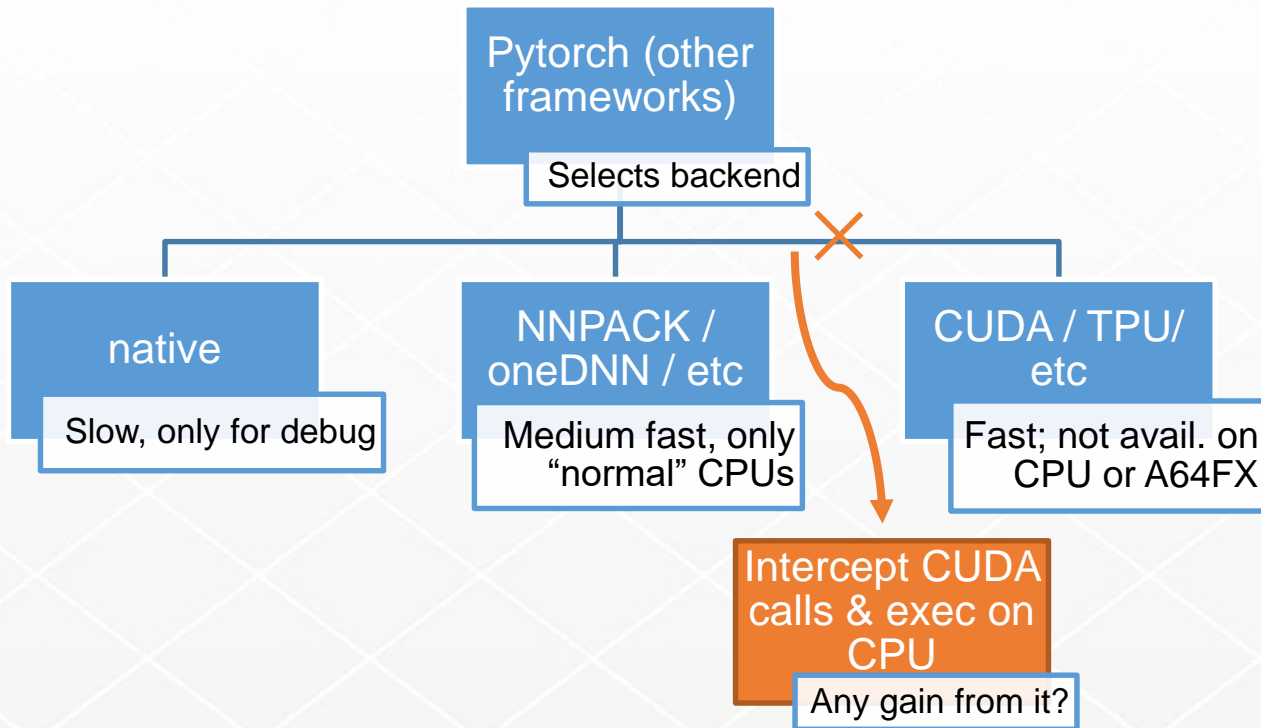 Pytorch (other
frameworks)
Selects backend
native
Slow, only for debug
NNPACK /
oneDNN / etc
Medium fast, only
“normal” CPUs
CUDA / TPU/
etc
Fast; not avail. on
CPU or A64FX
Intercept CUDA
calls & exec on
CPU
Any gain from it?